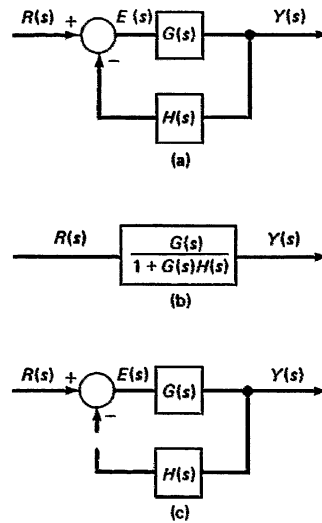 R(s) + E(s) G(s) Y(s)
−
H(s)
(a)
R(s) G(s) Y(s)
1 + G(s)H(s)
(b)
R(s) + E(s) G(s) Y(s)
−
H(s)
(c)